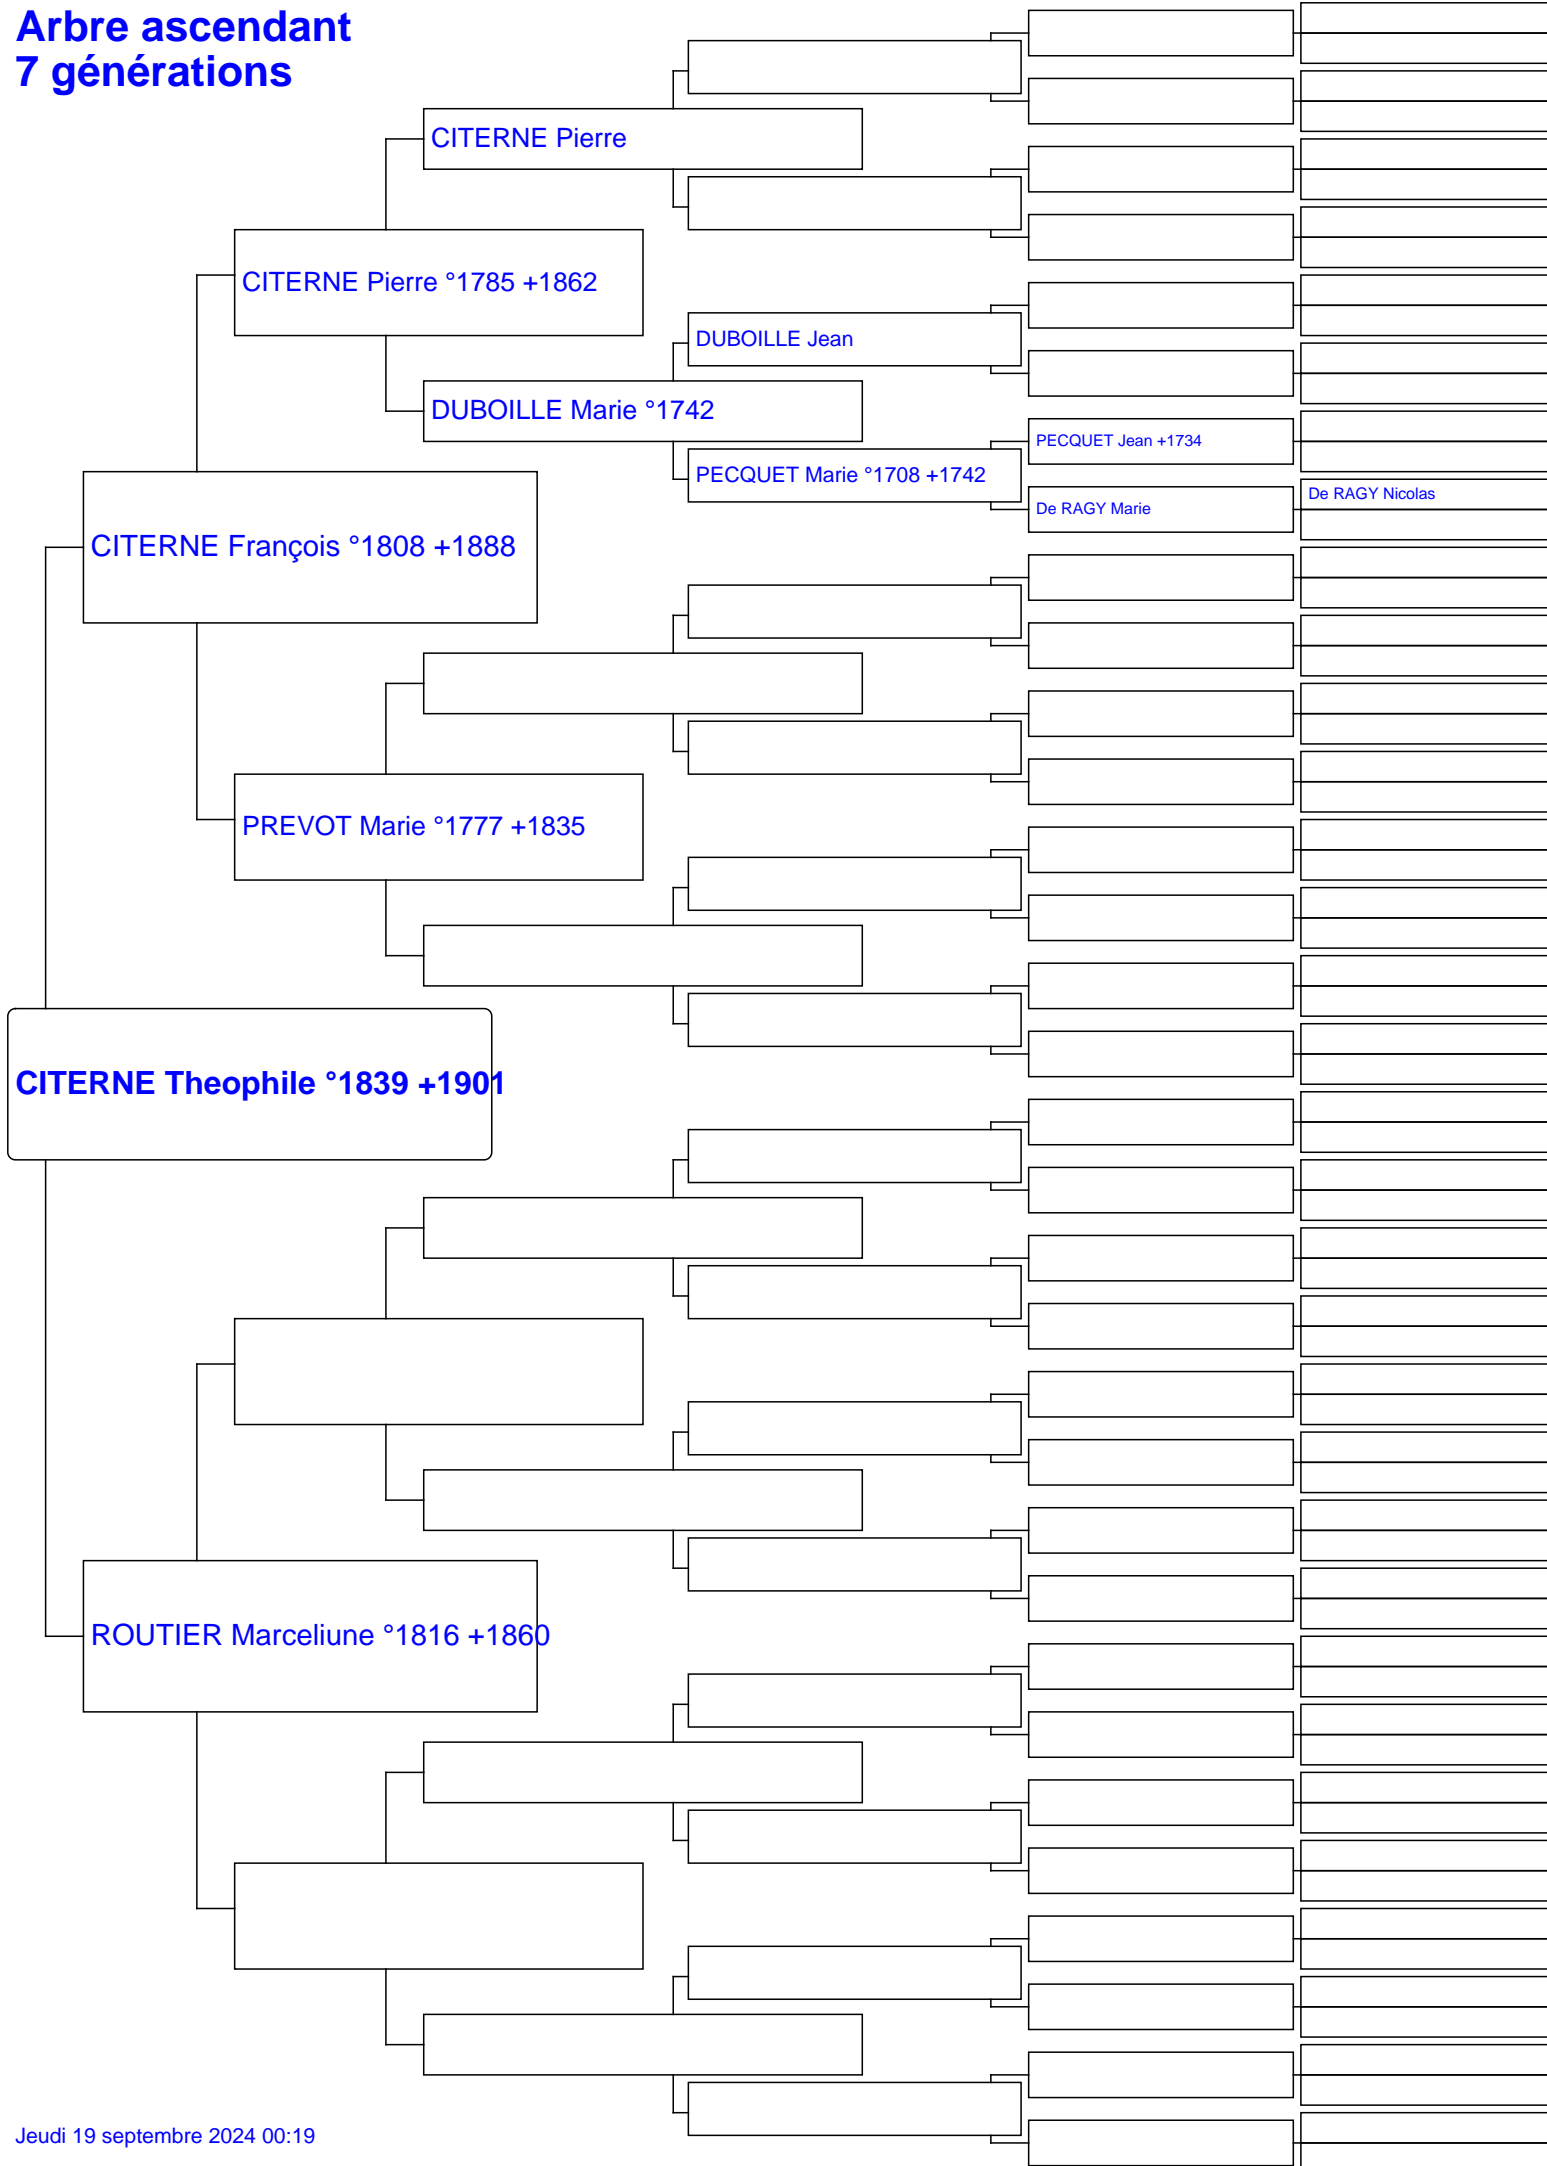 Arbre ascendant
7 générations
CITERNE Pierre
CITERNE Pierre °1785 +1862
DUBOILLE Jean
DUBOILLE Marie °1742
PECQUET Jean +1734
PECQUET Marie °1708 +1742
De RAGY Nicolas
De RAGY Marie
CITERNE François °1808 +1888
PREVOT Marie °1777 +1835
CITERNE Theophile °1839 +1901
ROUTIER Marceliune °1816 +1860
Jeudi 19 septembre 2024 00:19